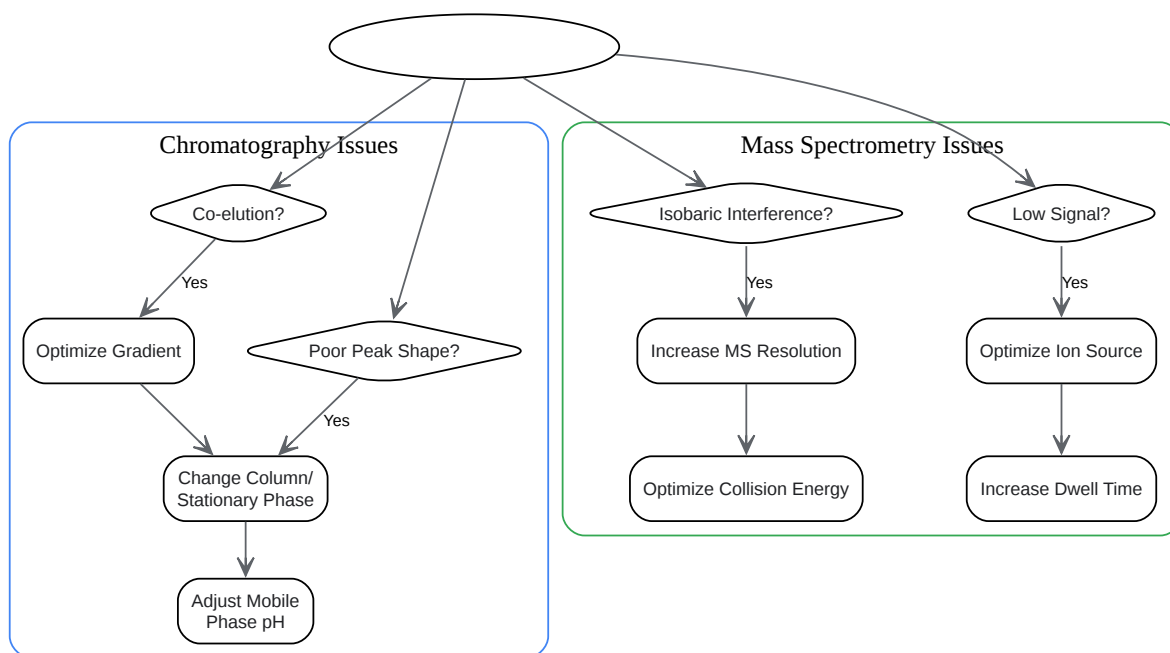 Chromatography Issues
Mass Spectrometry Issues
Co-elution?
Isobaric Interference?
Low Signal?
Yes
Yes
Yes
Optimize Gradient
Poor Peak Shape?
Increase MS Resolution
Optimize Ion Source
Yes
Change Column/
Stationary Phase
Optimize Collision Energy
Increase Dwell Time
Adjust Mobile
Phase pH